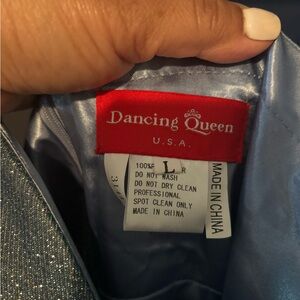 Dancing Queen
U.S.A.
L
DO NOT WASH
DO NOT DRY CLEAN
PROFESSIONAL
SPOT CLEAN ONLY
MADE IN CHINA
MADE IN CHINA